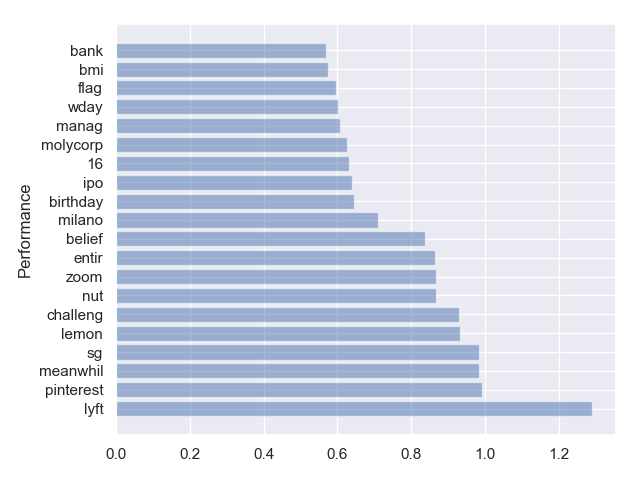 bank
bmi
flag
wday
manag
molycorp
16
ipo
birthday
milano
belief
entir
zoom
nut
challeng
lemon
sg
meanwhil
pinterest
lyft
Performance
0.0 0.2 0.4 0.6 0.8 1.0 1.2